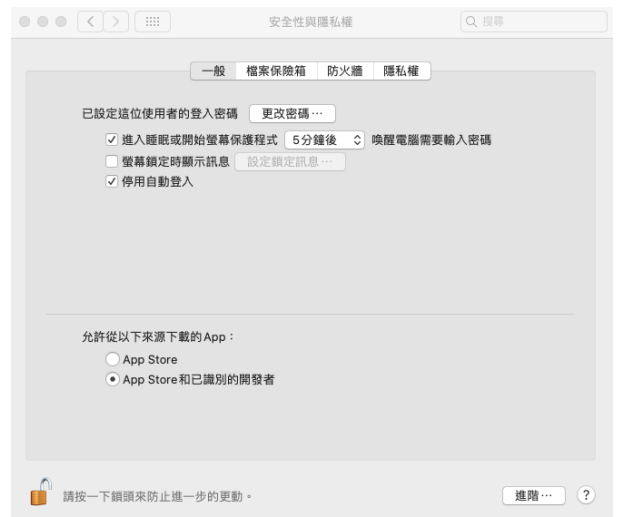 安全性與隱私權
搜尋
一般 檔案保險箱 防火牆 隱私權
已設定這位使用者的登入密碼 更改密碼⋯
進入睡眠或開始螢幕保護程式 5分鐘後 喚醒電腦需要輸入密碼
螢幕鎖定時顯示訊息 設定鎖定訊息⋯
停用自動登入
允許從以下來源下載的App：
App Store
App Store和已識別的開發者
請按一下鎖頭來防止進一步的更動。
進階⋯ ?